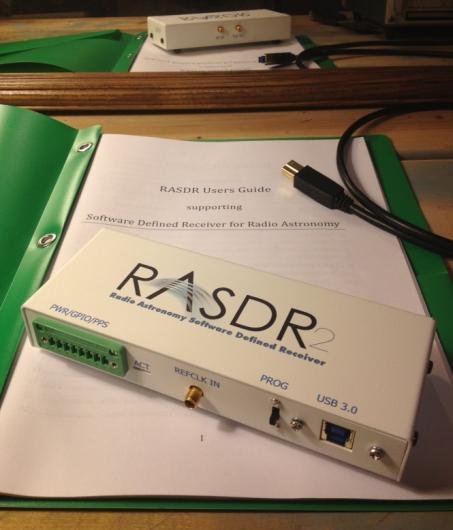 RASDR Users Guide
supporting
Software Defined Receiver for Radio Astronomy
RASDR2
Radio Astronomy Software Defined Receiver
PWR/GPIO/PPS
ACT
REFCLK IN
PROG
USB 3.0
1